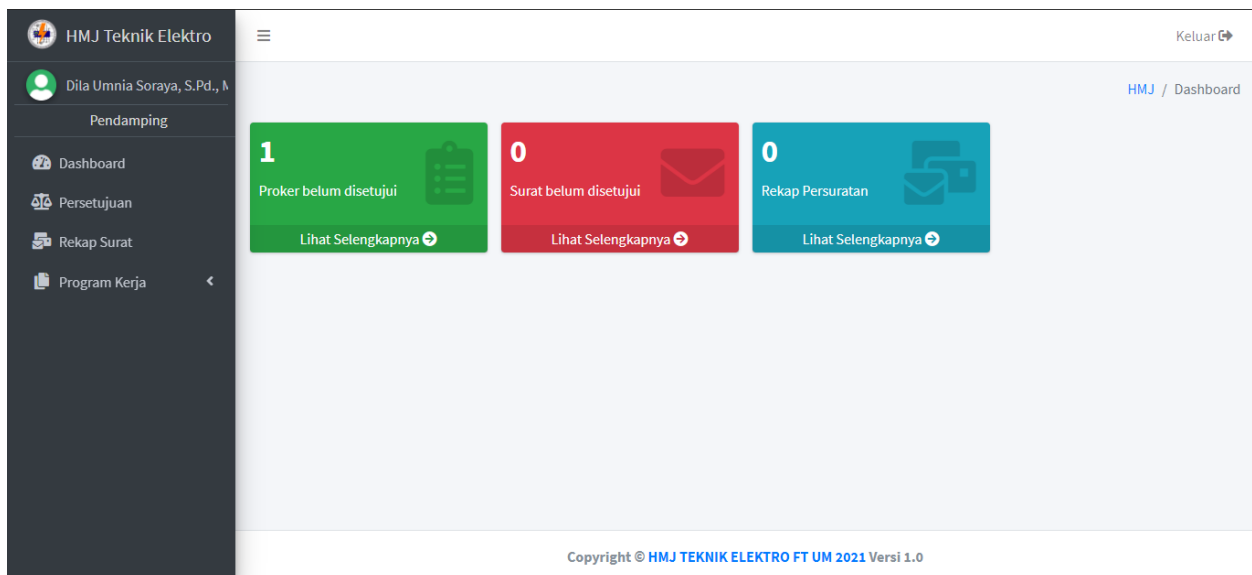 HMJ Teknik Elektro
Keluar
Dila Umnia Soraya, S.Pd.,
Pendamping
HMJ / Dashboard
Dashboard
Persetujuan
Rekap Surat
Program Kerja
1
Proker belum disetujui
Lihat Selengkapnya
0
Surat belum disetujui
Lihat Selengkapnya
0
Rekap Persuratan
Lihat Selengkapnya
Copyright © HMJ TEKNIK ELEKTRO FT UM 2021 Versi 1.0